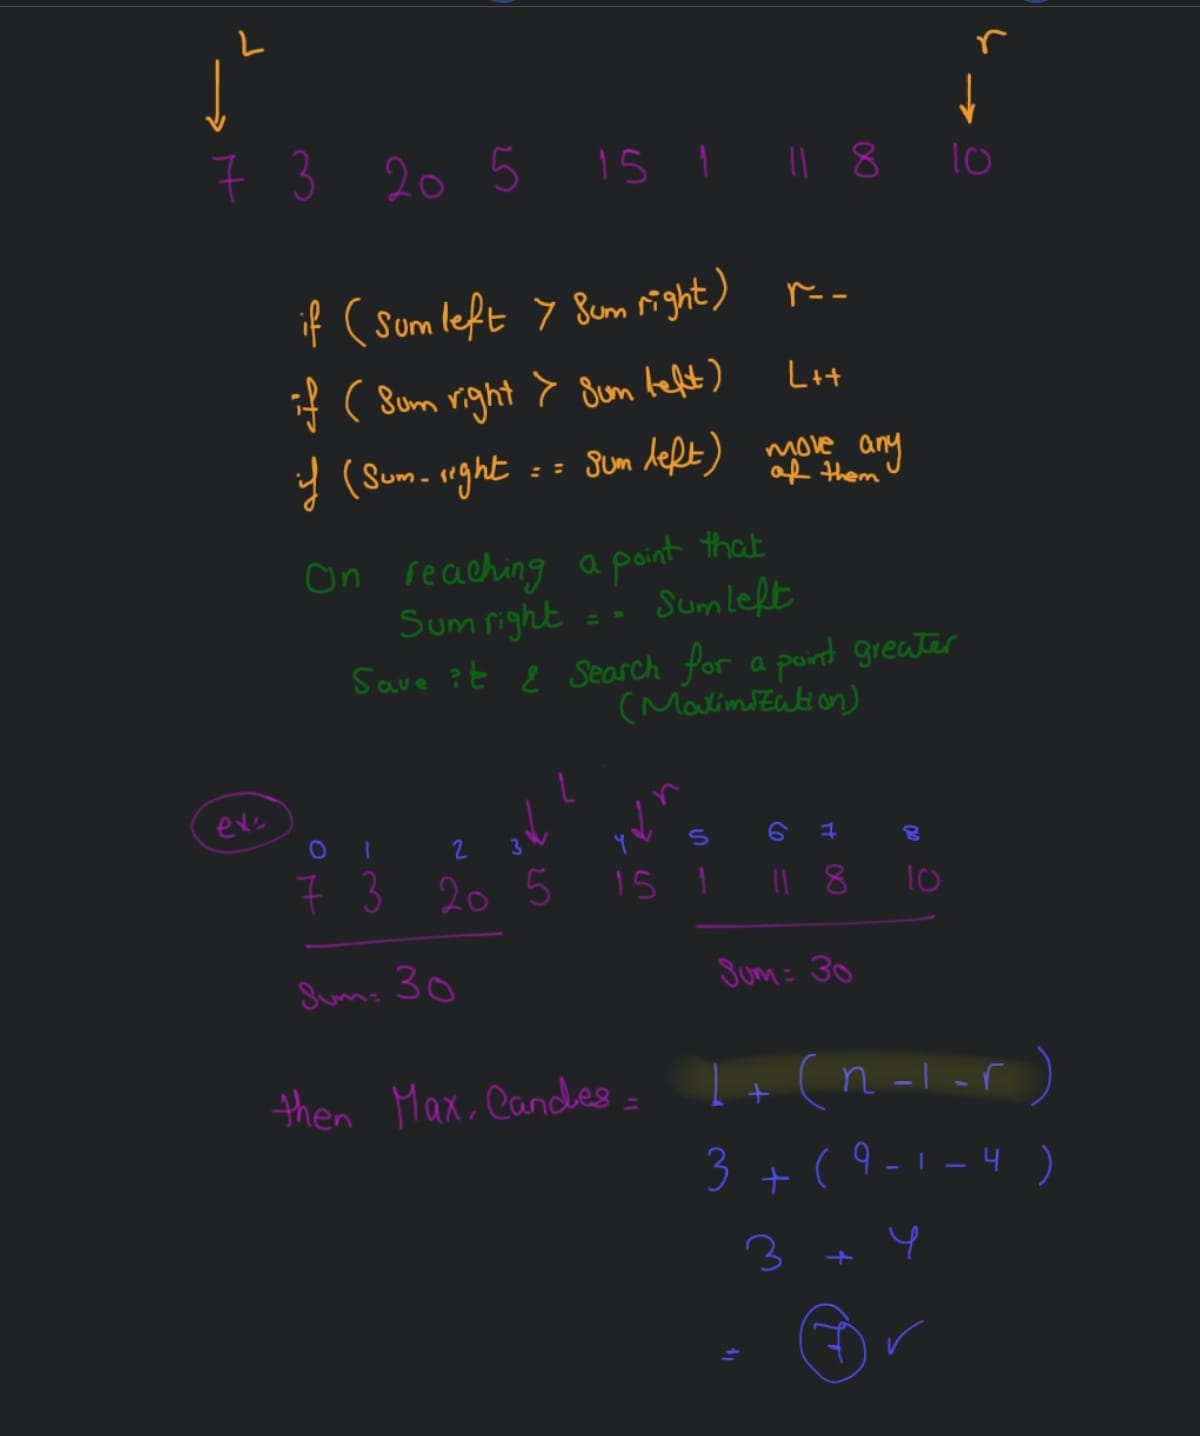 L r
7 3 20 5 15 1 11 8 10
if (sum left > Sum right) r--
if (Sum right > Sum left) L++
if (Sum-right == Sum left) move any of them
On reaching a point that
Sum right == Sum left
Save it & Search for a point greater
(Maximization)
L r
ex:
0 1 2 3 4 5 6 7 8
7 3 20 5 15 1 11 8 10
Sum = 30 Sum = 30
then Max. Candies = L + (n-1-r)
3 + (9-1-4)
3 + 4
= 7 ✓